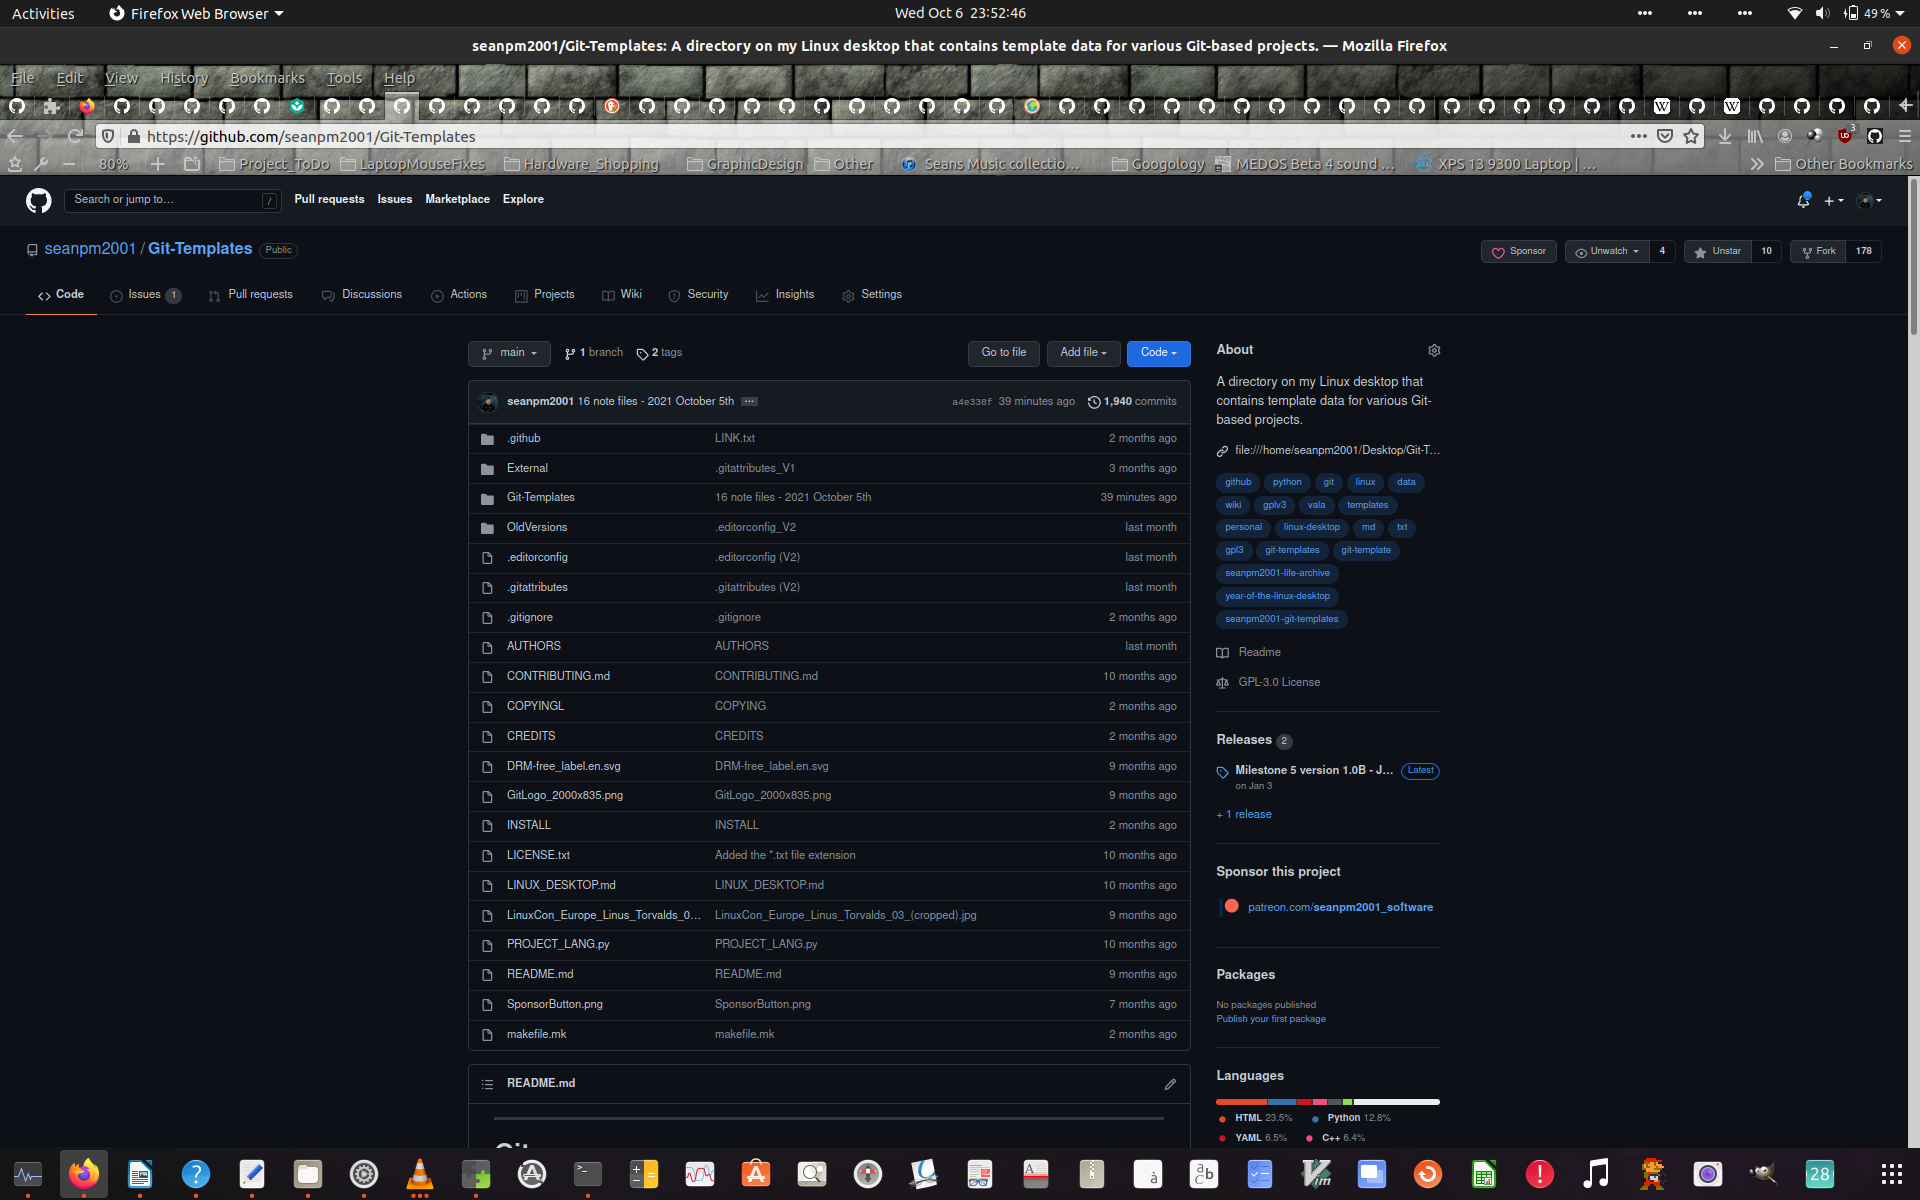 Activities Firefox Web Browser Wed Oct 6 23:52:46 49 %
seanpm2001/Git-Templates: A directory on my Linux desktop that contains template data for various Git-based projects. — Mozilla Firefox
File Edit View History Bookmarks Tools Help
https://github.com/seanpm2001/Git-Templates 3
80% Project_ToDo LaptopMouseFixes Hardware_Shopping GraphicDesign Other Seans Music collectio… Googology MEDOS Beta 4 sound … XPS 13 9300 Laptop | … Other Bookmarks
Search or jump to… / Pull requests Issues Marketplace Explore
seanpm2001 / Git-Templates Public Sponsor Unwatch 4 Unstar 10 Fork 178
Code Issues 1 Pull requests Discussions Actions Projects Wiki Security Insights Settings
main 1 branch 2 tags Go to file Add file Code
seanpm2001 16 note files - 2021 October 5th a4e338f 39 minutes ago 1,940 commits
.github LINK.txt 2 months ago
External .gitattributes_V1 3 months ago
Git-Templates 16 note files - 2021 October 5th 39 minutes ago
OldVersions .editorconfig_V2 last month
.editorconfig .editorconfig (V2) last month
.gitattributes .gitattributes (V2) last month
.gitignore .gitignore 2 months ago
AUTHORS AUTHORS last month
CONTRIBUTING.md CONTRIBUTING.md 10 months ago
COPYINGL COPYING 2 months ago
CREDITS CREDITS 2 months ago
DRM-free_label.en.svg DRM-free_label.en.svg 9 months ago
GitLogo_2000x835.png GitLogo_2000x835.png 9 months ago
INSTALL INSTALL 2 months ago
LICENSE.txt Added the *.txt file extension 10 months ago
LINUX_DESKTOP.md LINUX_DESKTOP.md 10 months ago
LinuxCon_Europe_Linus_Torvalds_0… LinuxCon_Europe_Linus_Torvalds_03_(cropped).jpg 9 months ago
PROJECT_LANG.py PROJECT_LANG.py 10 months ago
README.md README.md 9 months ago
SponsorButton.png SponsorButton.png 7 months ago
makefile.mk makefile.mk 2 months ago
README.md
About
A directory on my Linux desktop that
contains template data for various Git-
based projects.
file:///home/seanpm2001/Desktop/Git-T…
github python git linux data
wiki gplv3 vala templates
personal linux-desktop md txt
gpl3 git-templates git-template
seanpm2001-life-archive
year-of-the-linux-desktop
seanpm2001-git-templates
Readme
GPL-3.0 License
Releases 2
Milestone 5 version 1.0B - J… Latest
on Jan 3
+ 1 release
Sponsor this project
patreon.com/seanpm2001_software
Packages
No packages published
Publish your first package
Languages
HTML 23.5% Python 12.8%
YAML 6.5% C++ 6.4%
28